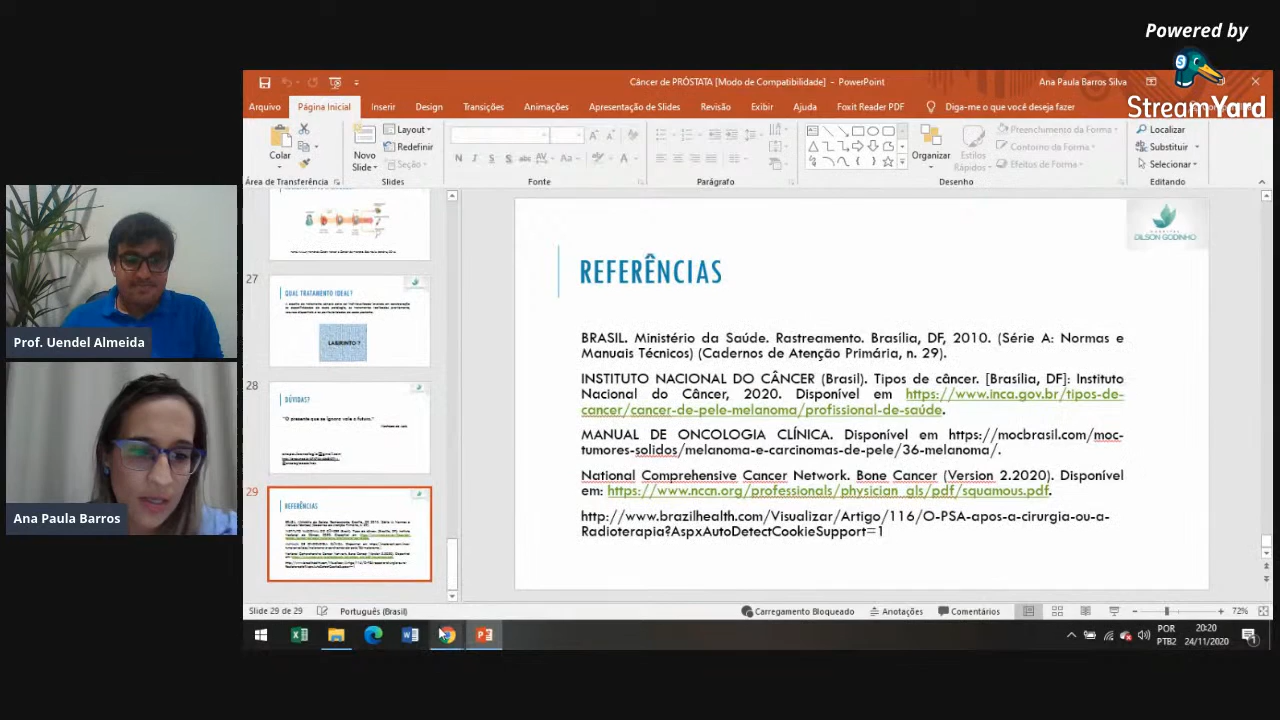 Powered by
StreamYard
Câncer de PRÓSTATA [Modo de Compatibilidade] - PowerPoint
Ana Paula Barros Silva
Arquivo Página Inicial Inserir Design Transições Animações Apresentação de Slides Revisão Exibir Ajuda Foxit Reader PDF Diga-me o que você deseja fazer
Colar
Novo
Slide
Layout
Redefinir
Seção
Organizar
Estilos
Rápidos
Preenchimento da Forma
Contorno da Forma
Efeitos de Forma
Localizar
Substituir
Selecionar
Área de Transferência Slides Fonte Parágrafo Desenho Editando
27
QUAL TRATAMENTO IDEAL?
LABIRINTO ?
28
DÚVIDAS?
29
REFERÊNCIAS
DILSON GODINHO
REFERÊNCIAS
BRASIL. Ministério da Saúde. Rastreamento. Brasília, DF, 2010. (Série A: Normas e
Manuais Técnicos) (Cadernos de Atenção Primária, n. 29).
INSTITUTO NACIONAL DO CÂNCER (Brasil). Tipos de câncer. [Brasília, DF]: Instituto
Nacional do Câncer, 2020. Disponível em https://www.inca.gov.br/tipos-de-
cancer/cancer-de-pele-melanoma/profissional-de-saúde.
MANUAL DE ONCOLOGIA CLÍNICA. Disponível em https://mocbrasil.com/moc-
tumores-solidos/melanoma-e-carcinomas-de-pele/36-melanoma/.
National Comprehensive Cancer Network. Bone Cancer (Version 2.2020). Disponível
em: https://www.nccn.org/professionals/physician_gls/pdf/squamous.pdf.
http://www.brazilhealth.com/Visualizar/Artigo/116/O-PSA-apos-a-cirurgia-ou-a-
Radioterapia?AspxAutoDetectCookieSupport=1
Prof. Uendel Almeida
Ana Paula Barros
Slide 29 de 29 Português (Brasil) Carregamento Bloqueado Anotações Comentários 72%
POR
PTB2
20:20
24/11/2020